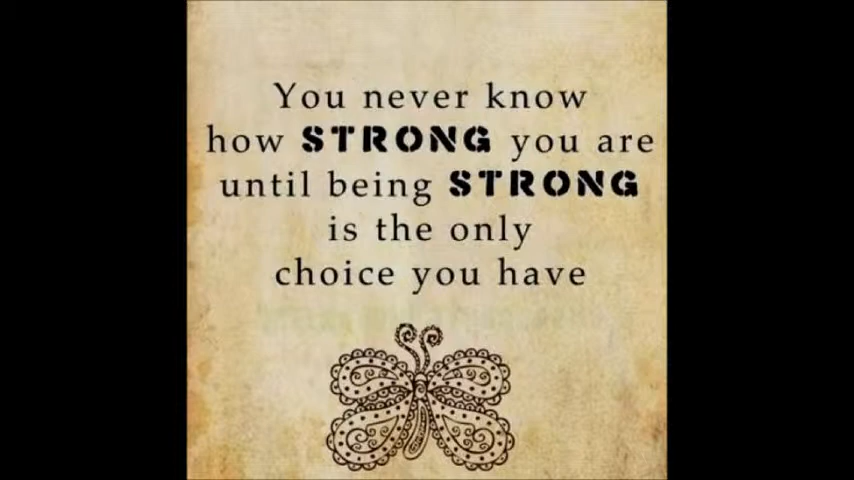 You never know
how STRONG you are
until being STRONG
is the only
choice you have